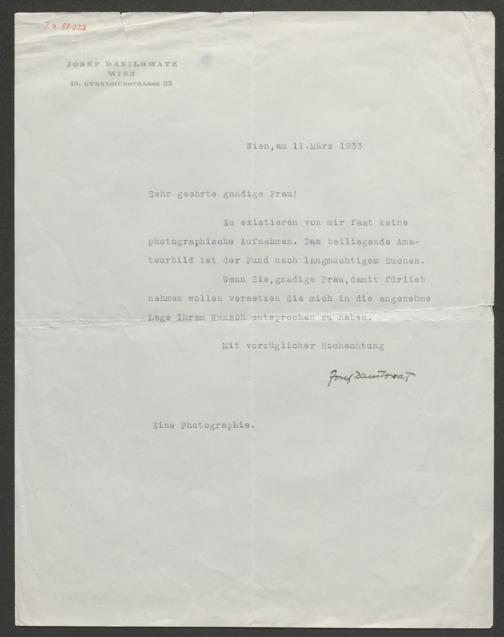 JOSEF DANILOWATZ
WIEN
18. GYMNASIUMSTRASSE
Wien,am 11.März 1933
Sehr geehrte gnädige Frau!
Es existieren von mir fast keine
photographische Aufnahmen. Das beiliegende Ama-
teurbild ist der Fund nach langmächtigem Suchen.
Wenn Sie,gnädige Frau,damit fürlieb
nehmen wollen versetzen Sie mich in die angenehme
Lage Ihrem Wunsch entsprochen zu haben.
Mit vorzüglicher Hochachtung
Josef Danilowatz
Eine Photographie.